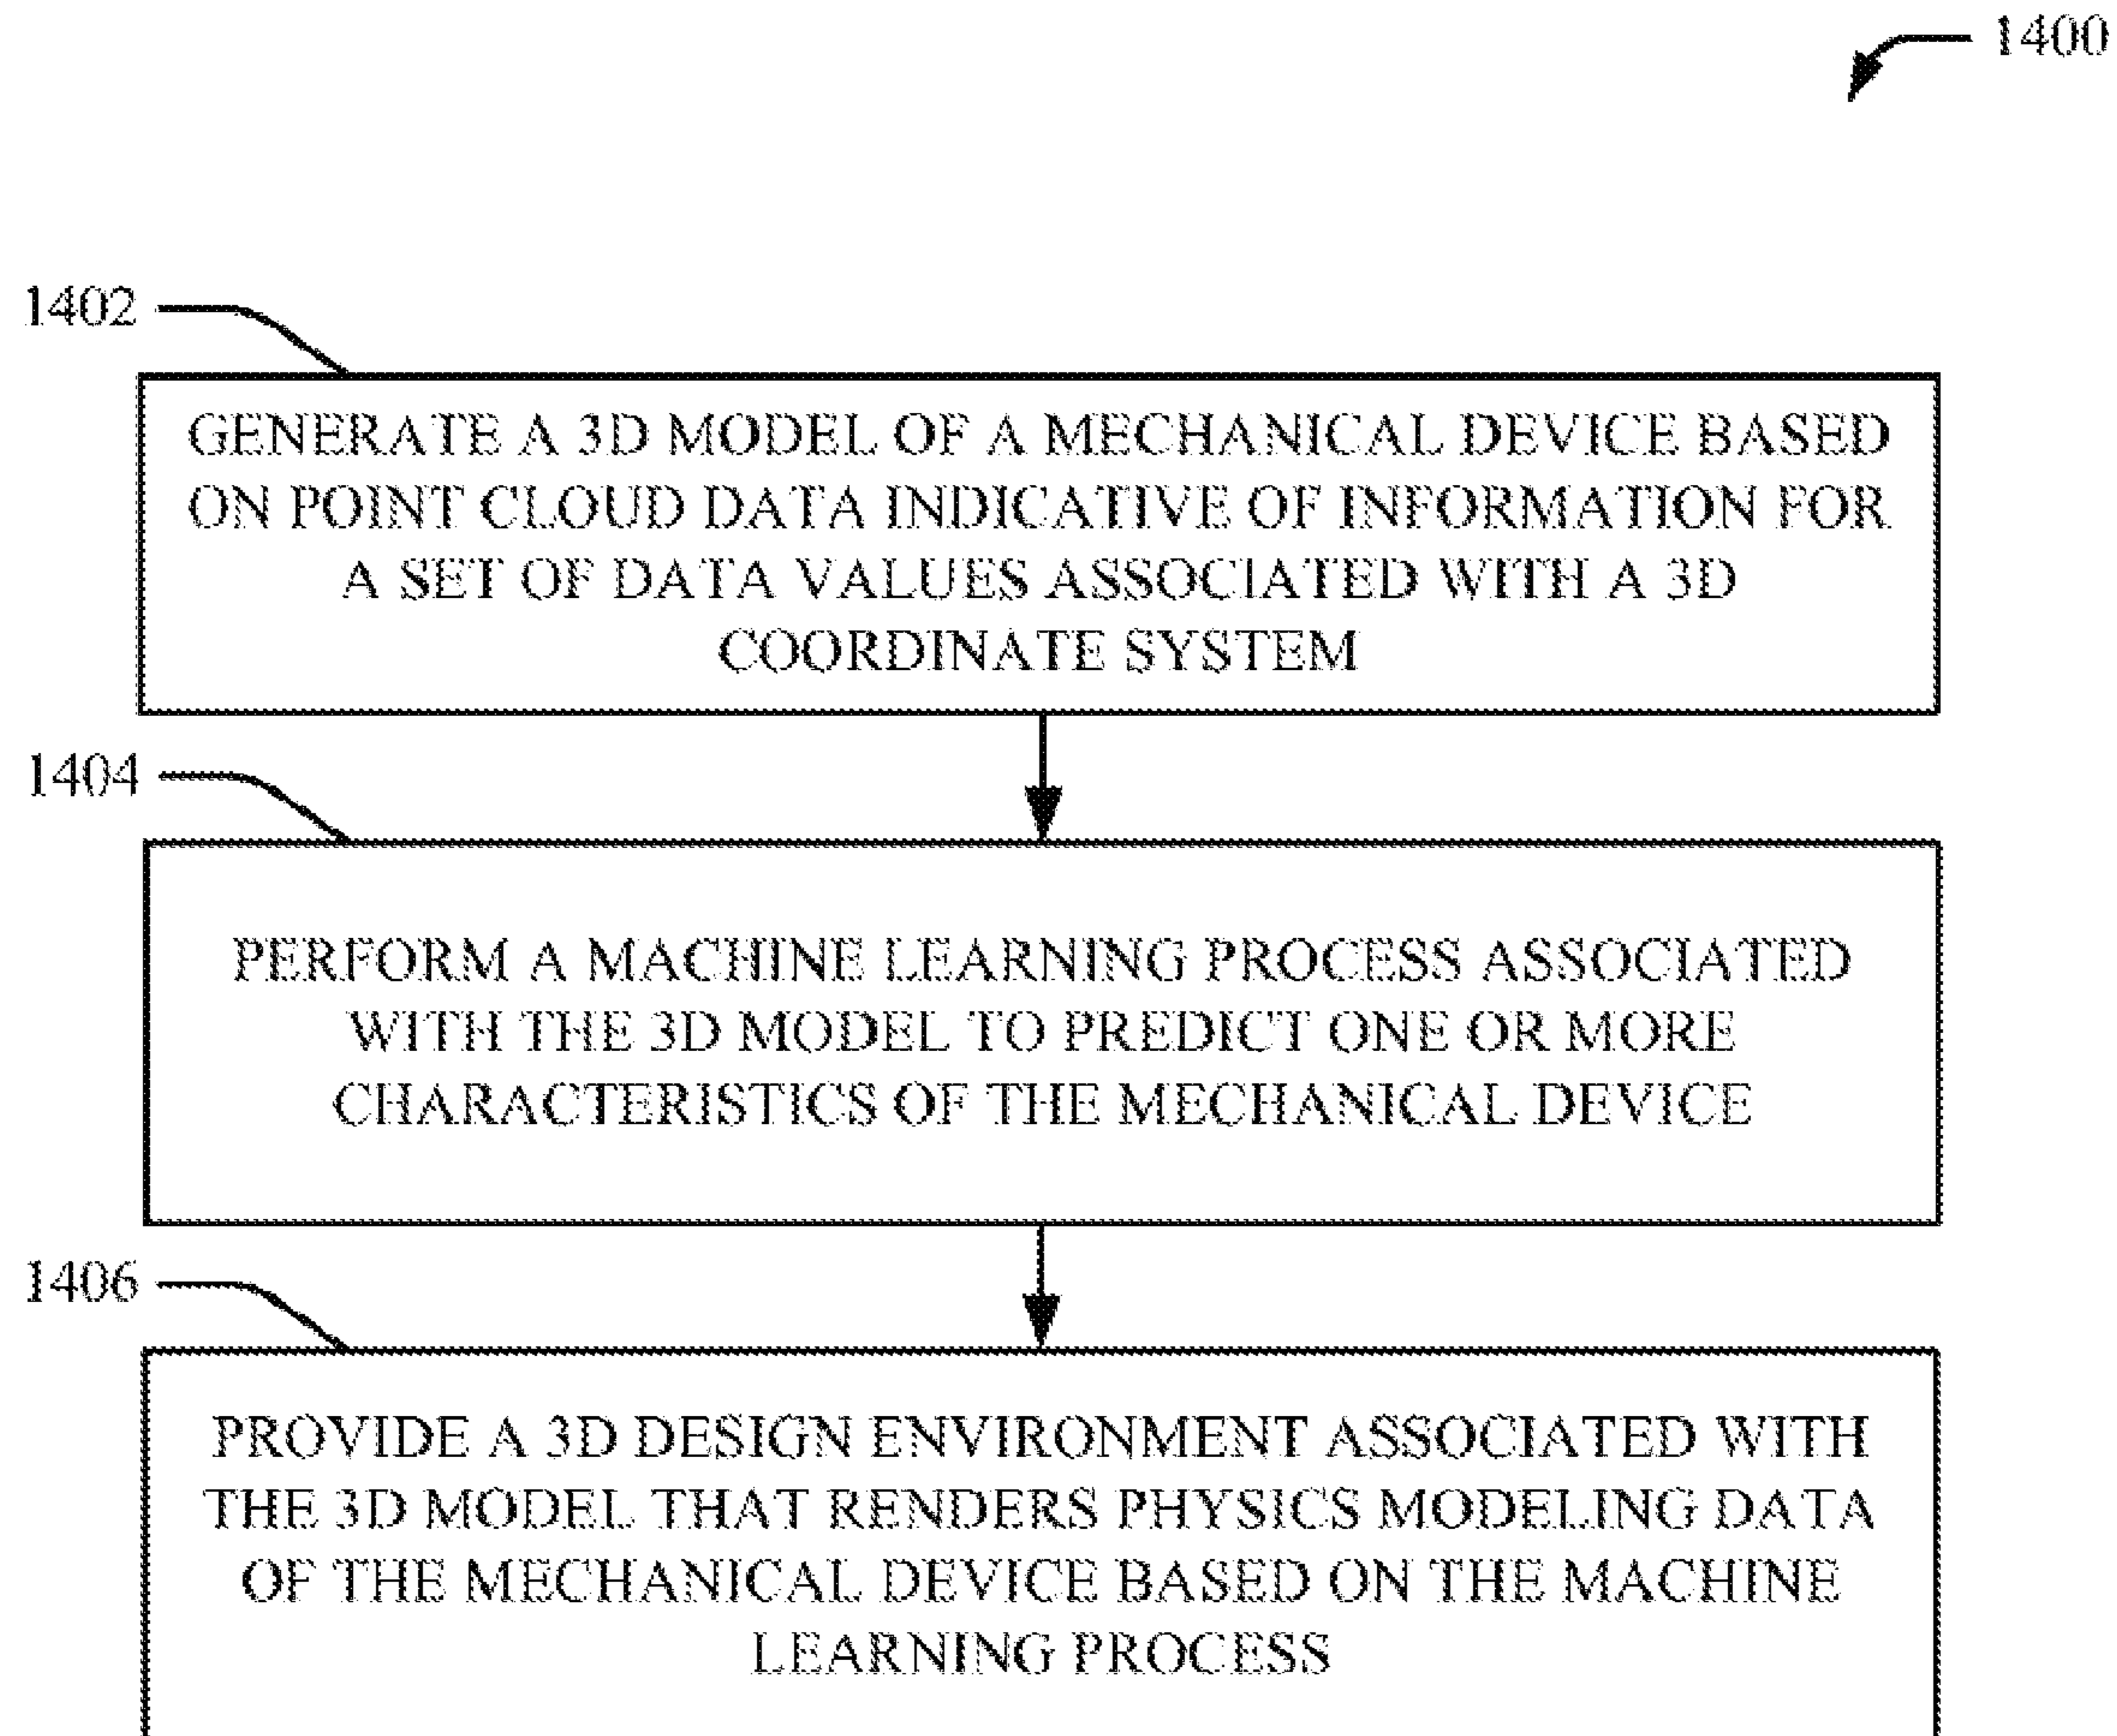 1400
1402
GENERATE A 3D MODEL OF A MECHANICAL DEVICE BASED
ON POINT CLOUD DATA INDICATIVE OF INFORMATION FOR
A SET OF DATA VALUES ASSOCIATED WITH A 3D
COORDINATE SYSTEM
1404
PERFORM A MACHINE LEARNING PROCESS ASSOCIATED
WITH THE 3D MODEL TO PREDICT ONE OR MORE
CHARACTERISTICS OF THE MECHANICAL DEVICE
1406
PROVIDE A 3D DESIGN ENVIRONMENT ASSOCIATED WITH
THE 3D MODEL THAT RENDERS PHYSICS MODELING DATA
OF THE MECHANICAL DEVICE BASED ON THE MACHINE
LEARNING PROCESS